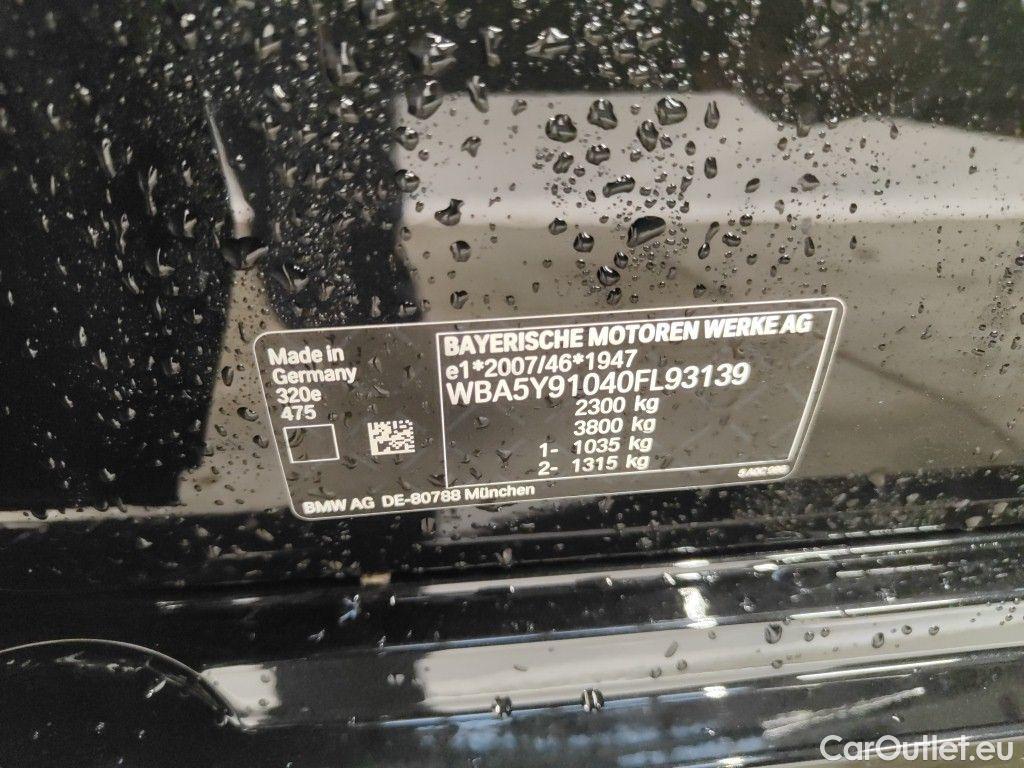 Made in
Germany
320e
475
BAYERISCHE MOTOREN WERKE AG
e1*2007/46*1947
WBA5Y91040FL93139
2300 kg
3800 kg
1- 1035 kg
2- 1315 kg
BMW AG DE-80788 München
CarOutlet.eu